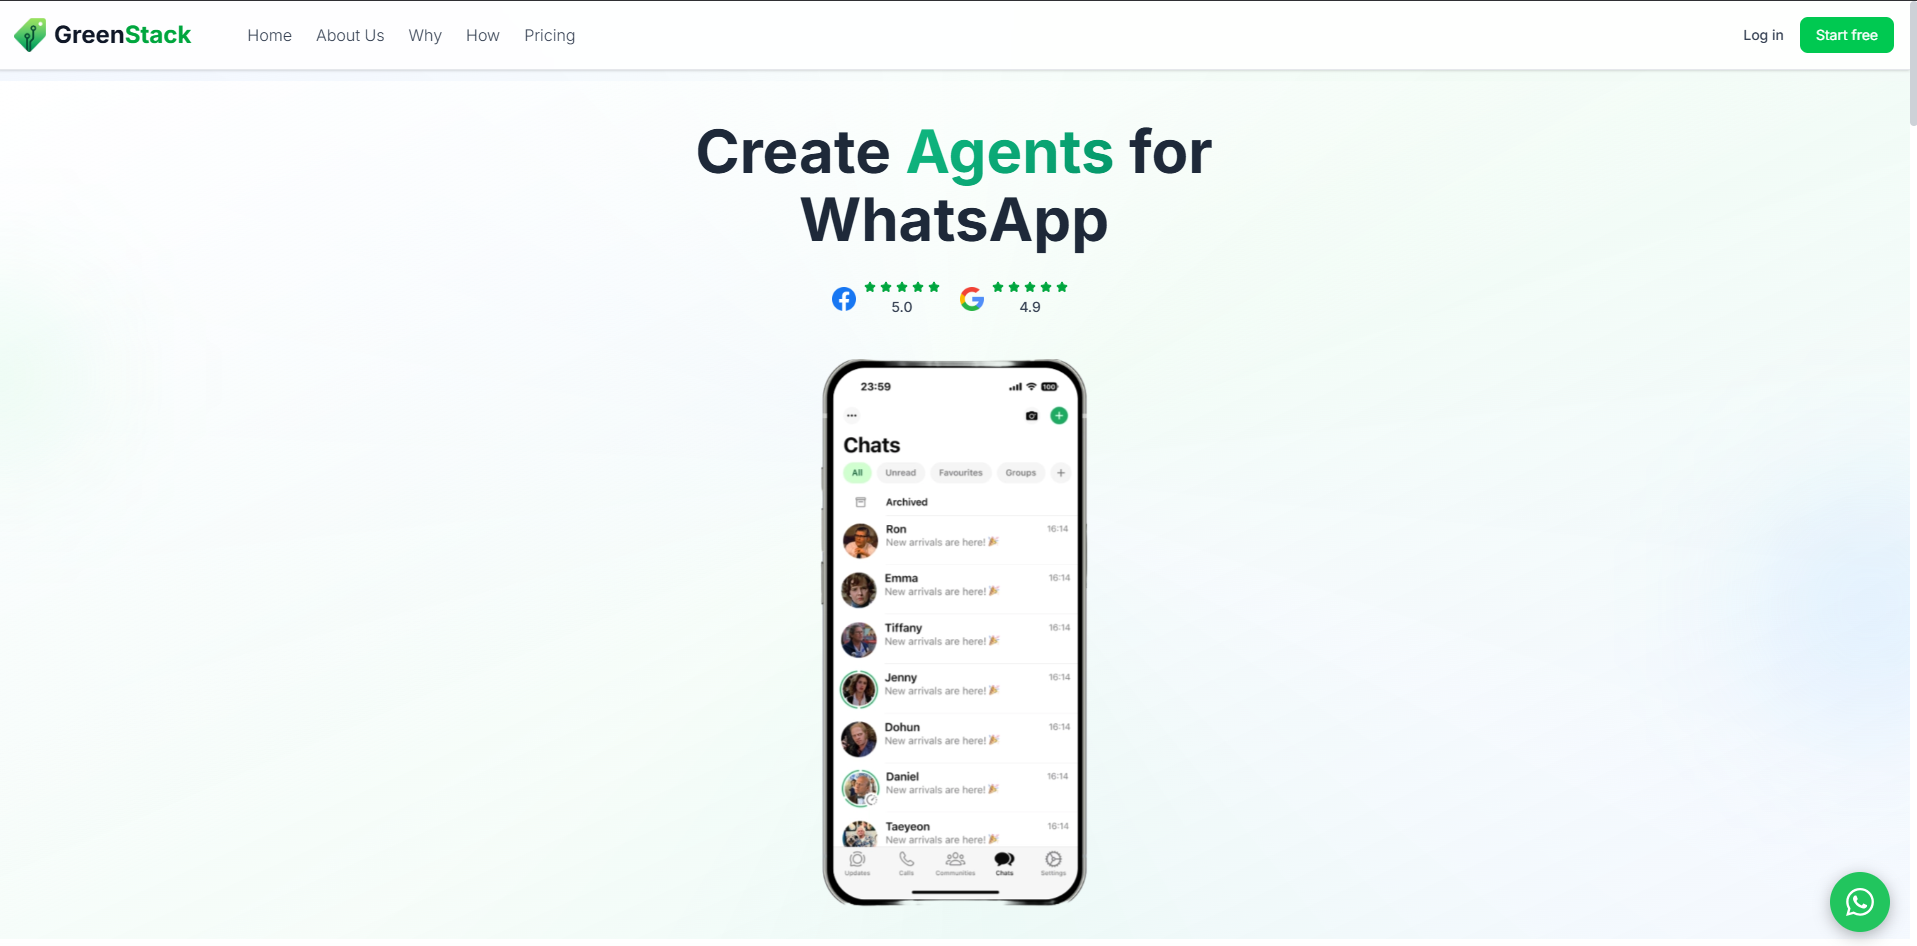 GreenStack
Home
About Us
Why
How
Pricing
Log in
Start free
Create Agents for
WhatsApp
5.0
4.9
23:59
100
Chats
All
Unread
Favourites
Groups
Archived
Ron
16:14
New arrivals are here! 🎉
Emma
16:14
New arrivals are here! 🎉
Tiffany
16:14
New arrivals are here! 🎉
Jenny
16:14
New arrivals are here! 🎉
Dohun
16:14
New arrivals are here! 🎉
Daniel
16:14
New arrivals are here! 🎉
Taeyeon
16:14
New arrivals are here! 🎉
Updates
Calls
Communities
Chats
Settings